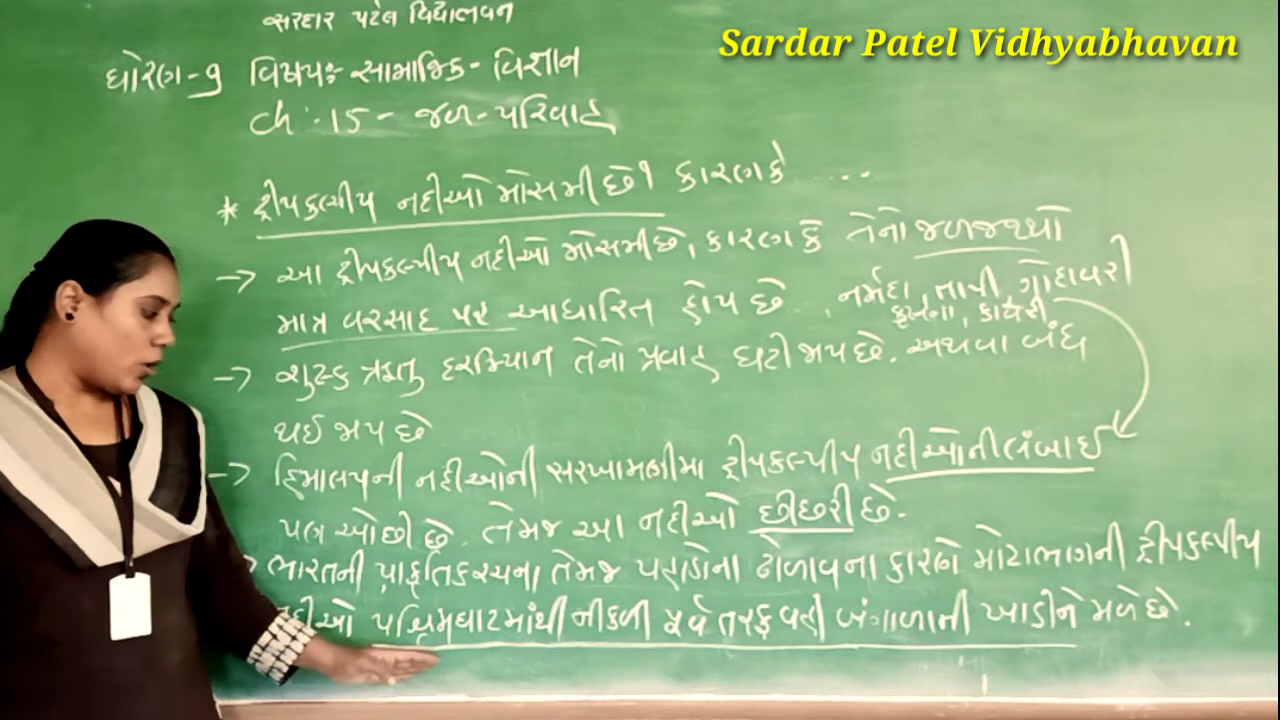 સરદાર પટેલ વિદ્યાભવન
Sardar Patel Vidhyabhavan
ધોરણ-૯ વિષયઃ- સામાજિક-વિજ્ઞાન
ch:-15- જળ-પરિવાહ
* દ્વીપકલ્પીય નદીઓ મોસમી છે। કારણકે .....
→ આ દ્વીપકલ્પીય નદીઓ મોસમી છે, કારણ કે તેનો જળજથ્થો
માત્ર વરસાદ પર આધારિત હોય છે. , નર્મદા, તાપી, ગોદાવરી
ક્રૃષ્ણા, કાવેરી
→ શુષ્ક ઋતુ દરમિયાન તેનો પ્રવાહ ઘટી જાય છે. અથવા બંધ
થઈ જાય છે
→ હિમાલયની નદીઓની સરખામણીમા દ્વીપકલ્પીય નદીઓની લંબાઈ
પણ ઓછી છે. તેમજ આ નદીઓ છીછરી છે.
ભારતની પ્રાકૃતિક રચના તેમજ પહાડોના ઢોળાવના કારણે મોટાભાગની દ્વીપકલ્પીય
નદીઓ પશ્ચિમઘાટમાંથી નીકળી પૂર્વ તરફ વહી બંગાળાની ખાડીને મળે છે.